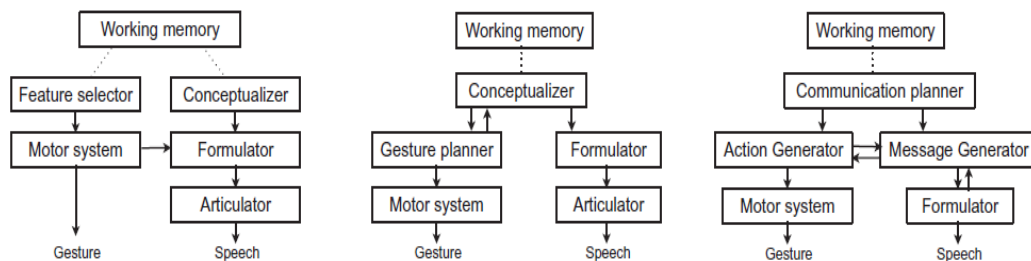 Working memory
Feature selector
Conceptualizer
Motor system
Formulator
Articulator
Gesture
Speech
Working memory
Conceptualizer
Gesture planner
Formulator
Motor system
Articulator
Gesture
Speech
Working memory
Communication planner
Action Generator
Message Generator
Motor system
Formulator
Gesture
Speech